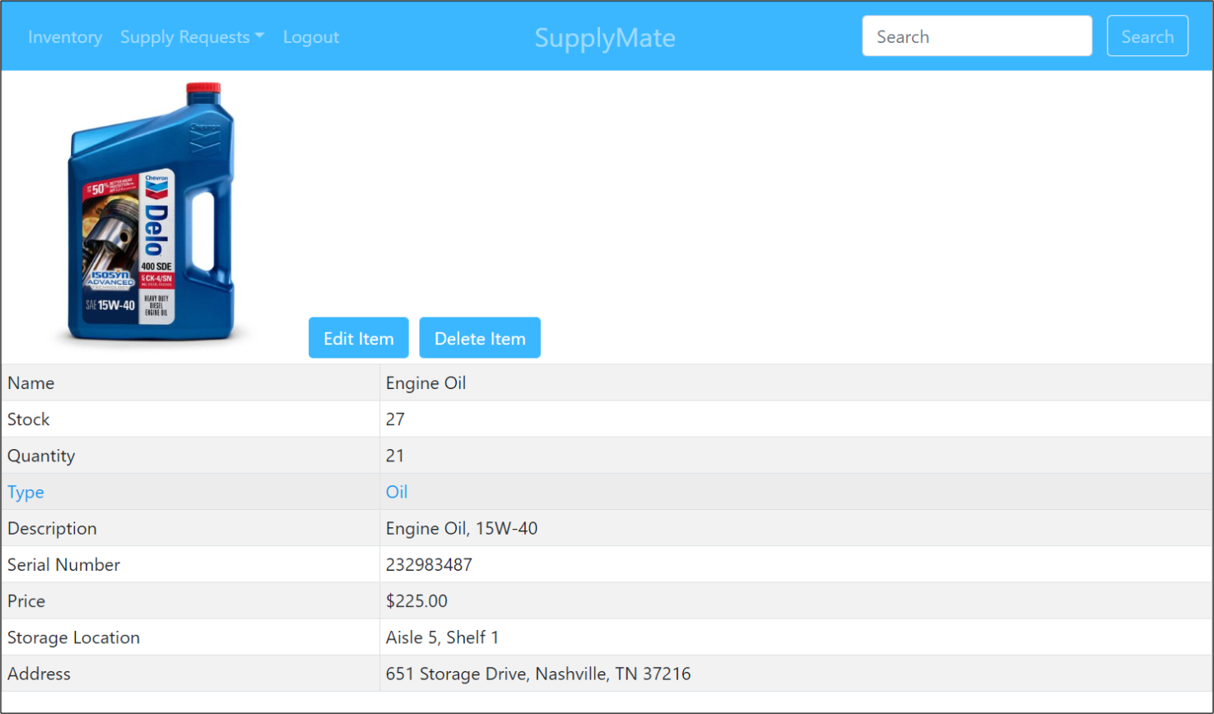 Inventory Supply Requests Logout SupplyMate Search Search
Chevron
50%
Chevron
Delo
400 SDE
CK-4/SN
ISOSYN
ADVANCED
SAE 15W-40
HEAVY DUTY
DIESEL
ENGINE OIL
Edit Item Delete Item
Name Engine Oil
Stock 27
Quantity 21
Type Oil
Description Engine Oil, 15W-40
Serial Number 232983487
Price $225.00
Storage Location Aisle 5, Shelf 1
Address 651 Storage Drive, Nashville, TN 37216